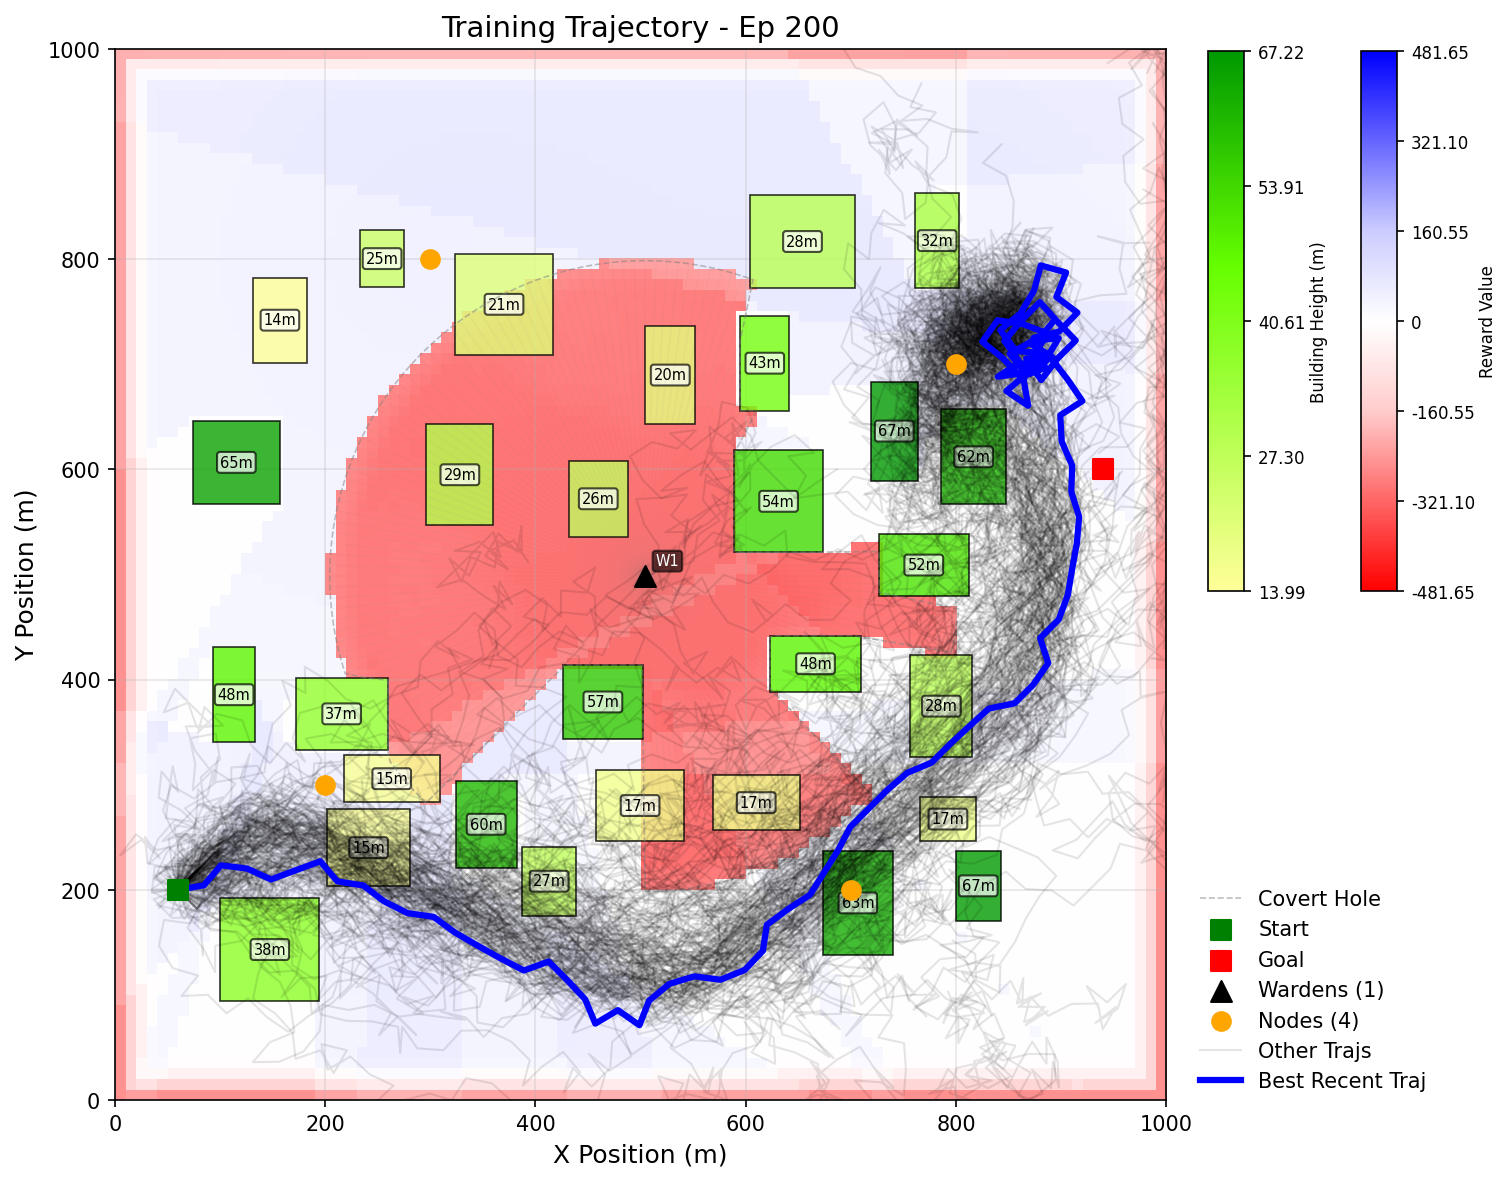 Training Trajectory - Ep 200
1000
800
600
400
200
0
0
200
400
600
800
1000
X Position (m)
Y Position (m)
28m
32m
25m
21m
14m
43m
20m
67m
65m
29m
26m
54m
62m
W1
52m
48m
48m
57m
37m
28m
15m
17m
17m
17m
60m
15m
27m
67m
63m
38m
67.22
53.91
40.61
27.30
13.99
Building Height (m)
481.65
321.10
160.55
0
-160.55
-321.10
-481.65
Reward Value
Covert Hole
Start
Goal
Wardens (1)
Nodes (4)
Other Trajs
Best Recent Traj